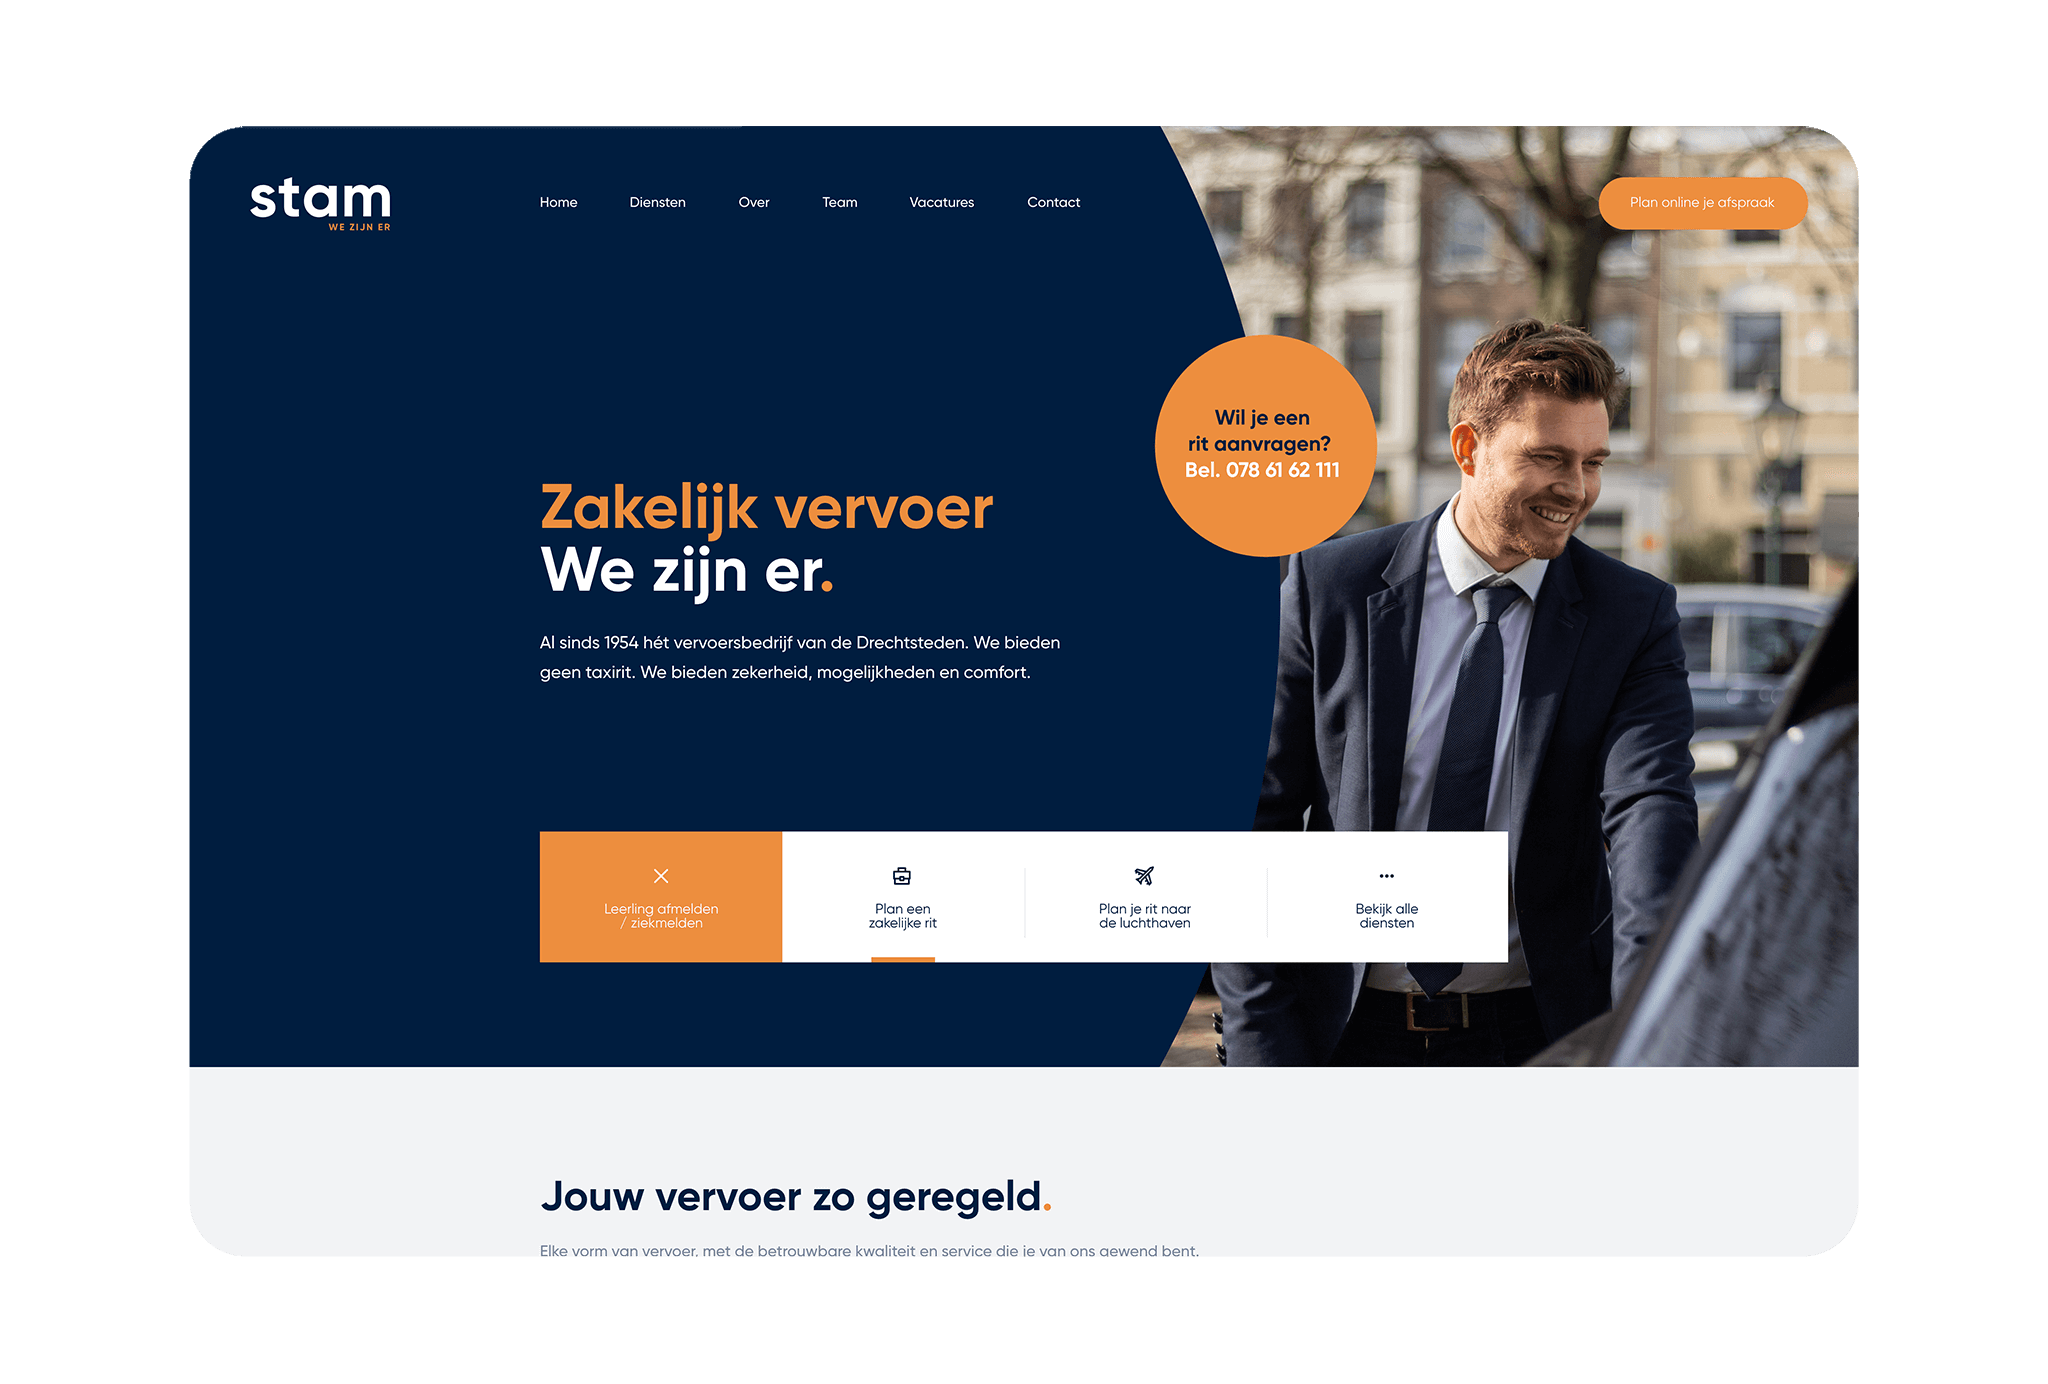 stam
WE ZIJN ER
Home
Diensten
Over
Team
Vacatures
Contact
Plan online je afspraak
Wil je een
rit aanvragen?
Bel. 078 61 62 111
Zakelijk vervoer
We zijn er.
Al sinds 1954 hét vervoersbedrijf van de Drechtsteden. We bieden
geen taxirit. We bieden zekerheid, mogelijkheden en comfort.
Leerling afmelden
/ ziekmelden
Plan een
zakelijke rit
Plan je rit naar
de luchthaven
Bekijk alle
diensten
Jouw vervoer zo geregeld.
Elke vorm van vervoer, met de betrouwbare kwaliteit en service die je van ons gewend bent.